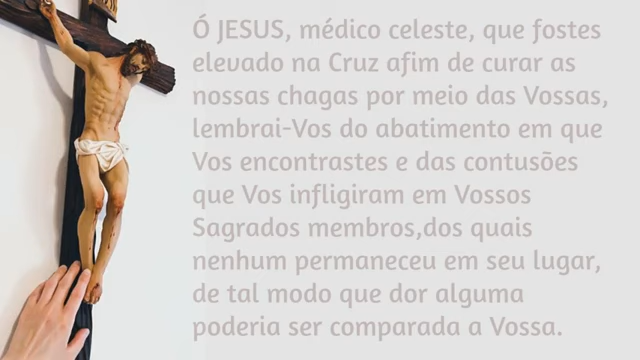 Ó JESUS, médico celeste, que fostes
elevado na Cruz afim de curar as
nossas chagas por meio das Vossas,
lembrai-Vos do abatimento em que
Vos encontrastes e das contusões
que Vos infligiram em Vossos
Sagrados membros,dos quais
nenhum permaneceu em seu lugar,
de tal modo que dor alguma
poderia ser comparada a Vossa.